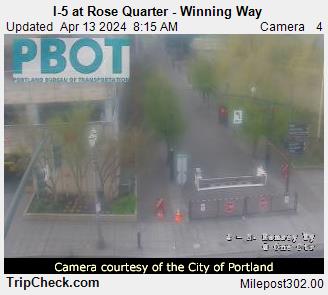 I-5 at Rose Quarter - Winning Way
Updated Apr 13 2024 8:15 AM Camera 4
PBOT
PORTLAND BUREAU OF TRANSPORTATION
Camera courtesy of the City of Portland
TripCheck.com Milepost302.00